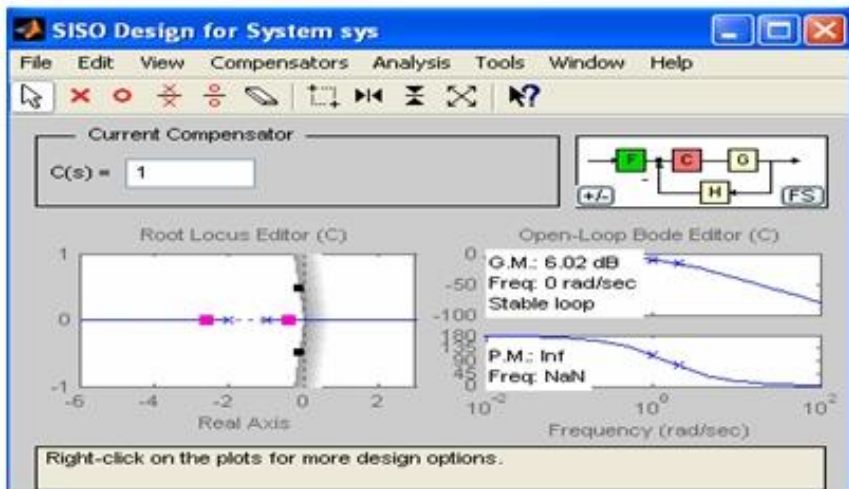 SISO Design for System sys
File Edit View Compensators Analysis Tools Window Help
Current Compensator
C(s) = 1
F C G
H
+/- FS
Root Locus Editor (C)
1
0
-1
-6 -4 -2 0 2
Real Axis
Open-Loop Bode Editor (C)
0
-50
-100
G.M.: 6.02 dB
Freq: 0 rad/sec
Stable loop
180
135
90
45
0
P.M.: Inf
Freq: NaN
10^-2 10^0 10^2
Frequency (rad/sec)
Right-click on the plots for more design options.